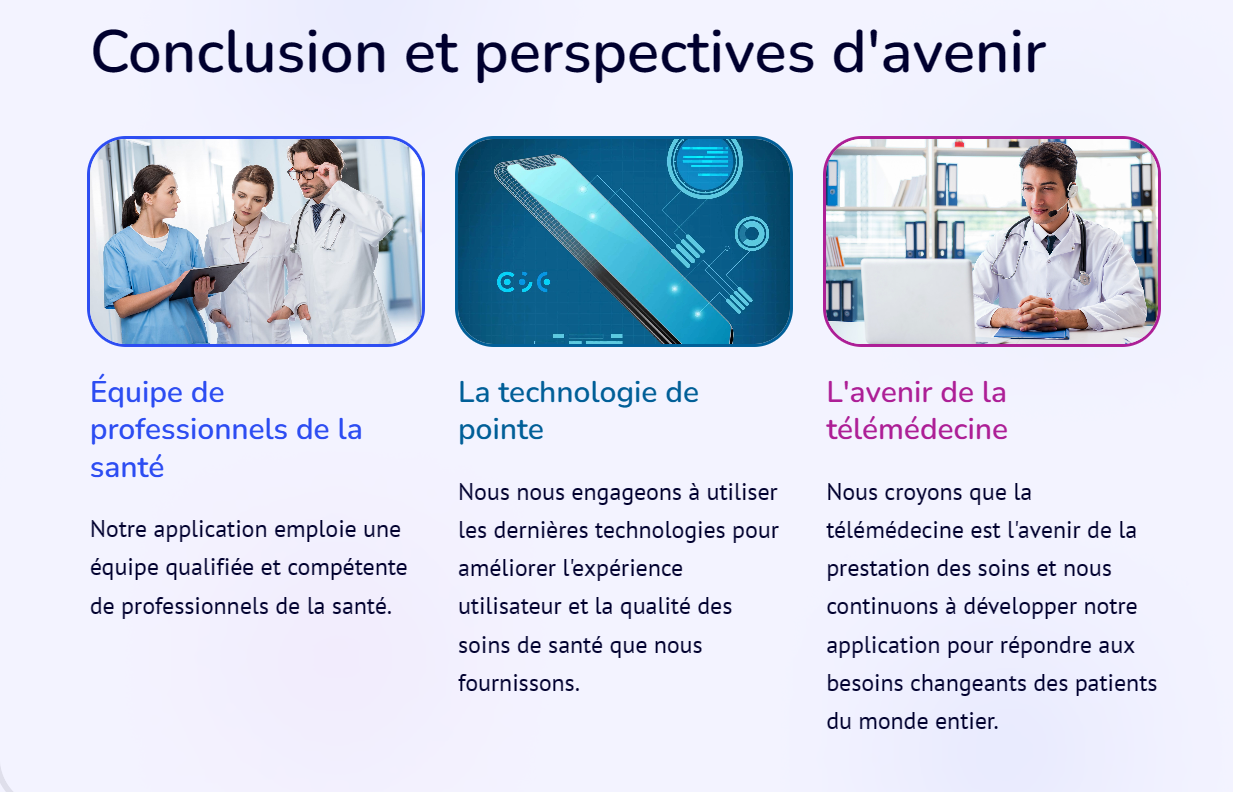 Conclusion et perspectives d'avenir
Équipe de
professionnels de la
santé
Notre application emploie une
équipe qualifiée et compétente
de professionnels de la santé.
La technologie de
pointe
Nous nous engageons à utiliser
les dernières technologies pour
améliorer l'expérience
utilisateur et la qualité des
soins de santé que nous
fournissons.
L'avenir de la
télémédecine
Nous croyons que la
télémédecine est l'avenir de la
prestation des soins et nous
continuons à développer notre
application pour répondre aux
besoins changeants des patients
du monde entier.